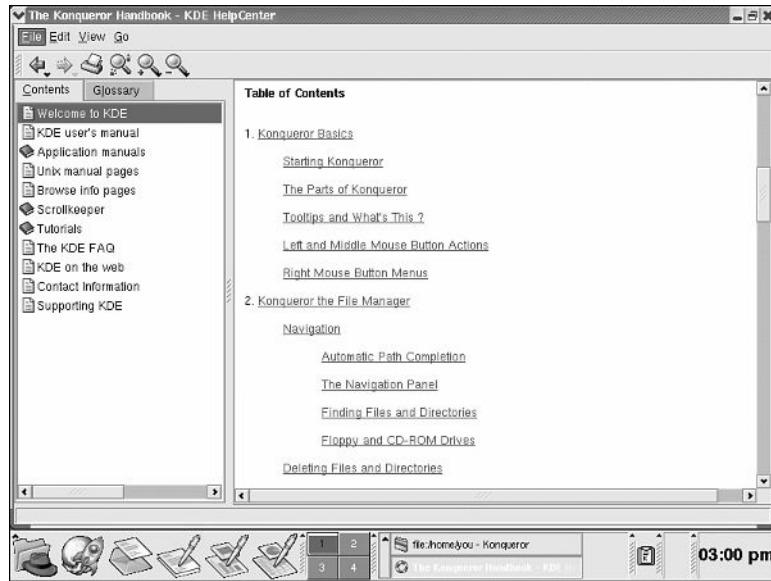 The Konqueror Handbook - KDE HelpCenter
File Edit View Go
Contents Glossary
Welcome to KDE
KDE user's manual
Application manuals
Unix manual pages
Browse info pages
Scrollkeeper
Tutorials
The KDE FAQ
KDE on the web
Contact Information
Supporting KDE
Table of Contents
1. Konqueror Basics
Starting Konqueror
The Parts of Konqueror
Tooltips and What's This ?
Left and Middle Mouse Button Actions
Right Mouse Button Menus
2. Konqueror the File Manager
Navigation
Automatic Path Completion
The Navigation Panel
Finding Files and Directories
Floppy and CD-ROM Drives
Deleting Files and Directories
1 2
3 4
file:/home/you - Konqueror
The Konqueror Handbook - KDE
03:00 pm